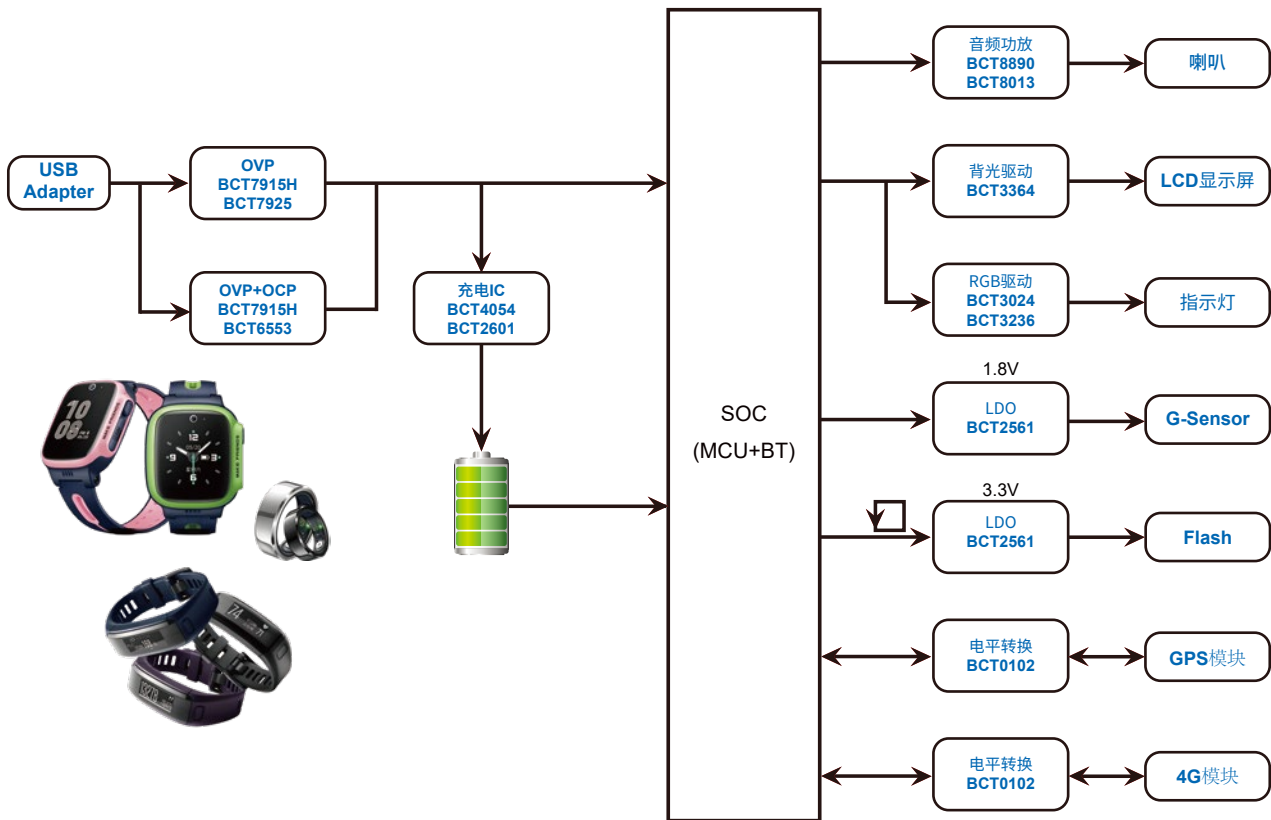 音频功放
BCT8890
BCT8013
喇叭
USB
Adapter
OVP
BCT7915H
BCT7925
背光驱动
BCT3364
LCD显示屏
OVP+OCP
BCT7915H
BCT6553
充电IC
BCT4054
BCT2601
RGB驱动
BCT3024
BCT3236
指示灯
SOC
(MCU+BT)
1.8V
LDO
BCT2561
G-Sensor
3.3V
LDO
BCT2561
Flash
电平转换
BCT0102
GPS模块
电平转换
BCT0102
4G模块